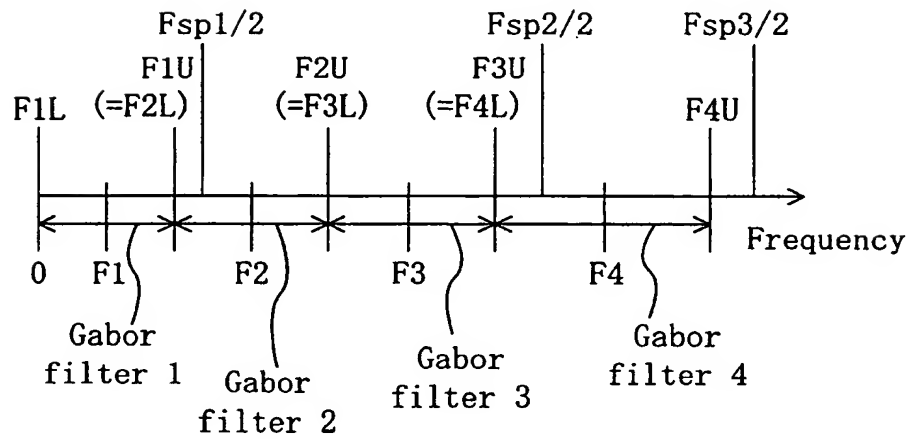 Fsp1/2 Fsp2/2 Fsp3/2
F1U F2U F3U
F1L (=F2L) (=F3L) (=F4L) F4U
Frequency
0 F1 F2 F3 F4
Gabor
filter 1
Gabor
filter 2
Gabor
filter 3
Gabor
filter 4